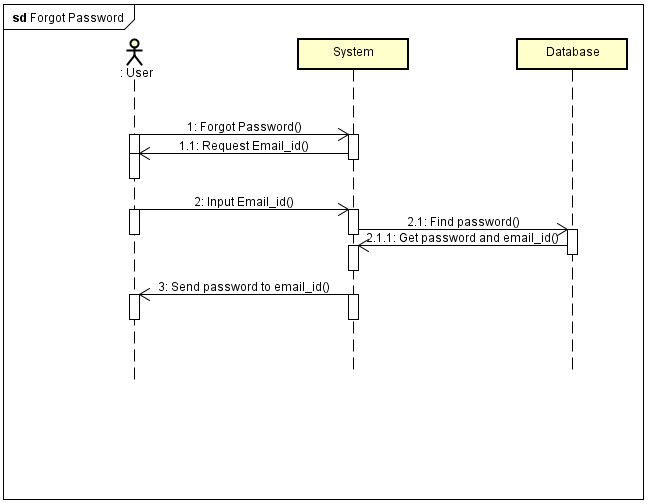 sd Forgot Password
: User
System
Database
1: Forgot Password()
1.1: Request Email_id()
2: Input Email_id()
2.1: Find password()
2.1.1: Get password and email_id()
3: Send password to email_id()